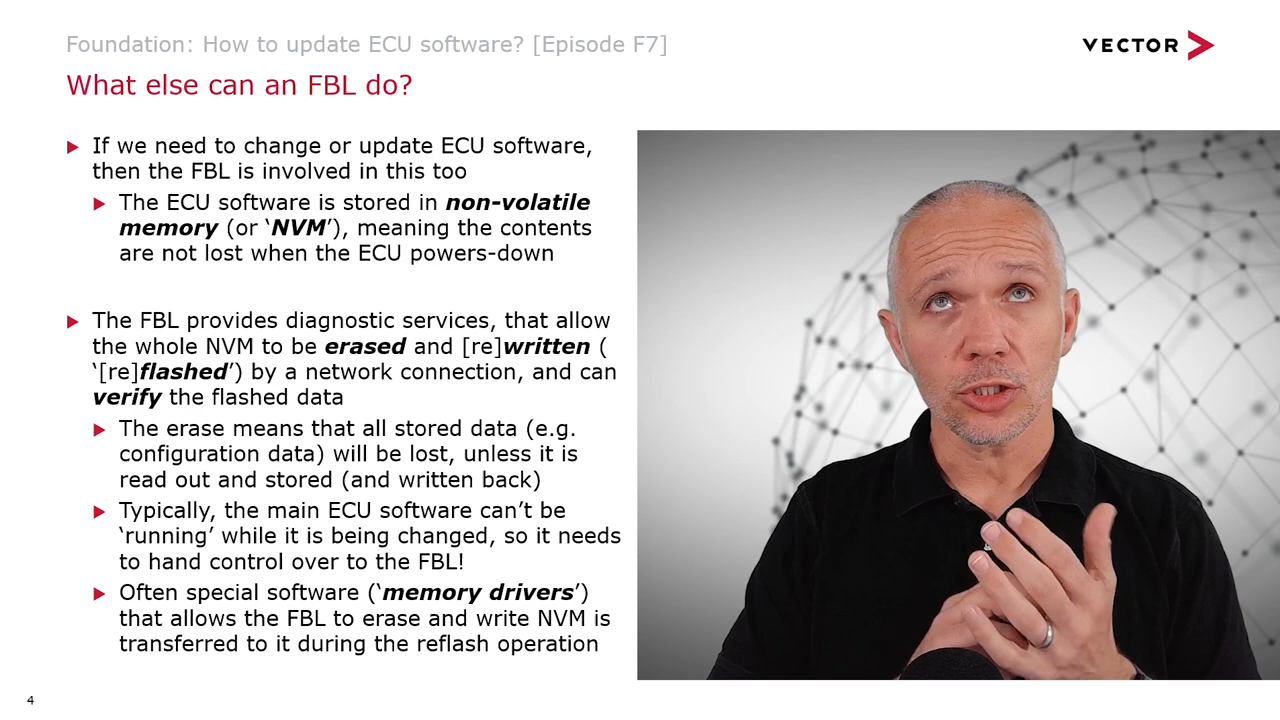 Foundation: How to update ECU software? [Episode F7]
VECTOR
What else can an FBL do?
If we need to change or update ECU software,
then the FBL is involved in this too
The ECU software is stored in non-volatile
memory (or ‘NVM’), meaning the contents
are not lost when the ECU powers-down
The FBL provides diagnostic services, that allow
the whole NVM to be erased and [re]written (
‘[re]flashed’) by a network connection, and can
verify the flashed data
The erase means that all stored data (e.g.
configuration data) will be lost, unless it is
read out and stored (and written back)
Typically, the main ECU software can’t be
‘running’ while it is being changed, so it needs
to hand control over to the FBL!
Often special software (‘memory drivers’)
that allows the FBL to erase and write NVM is
transferred to it during the reflash operation
4